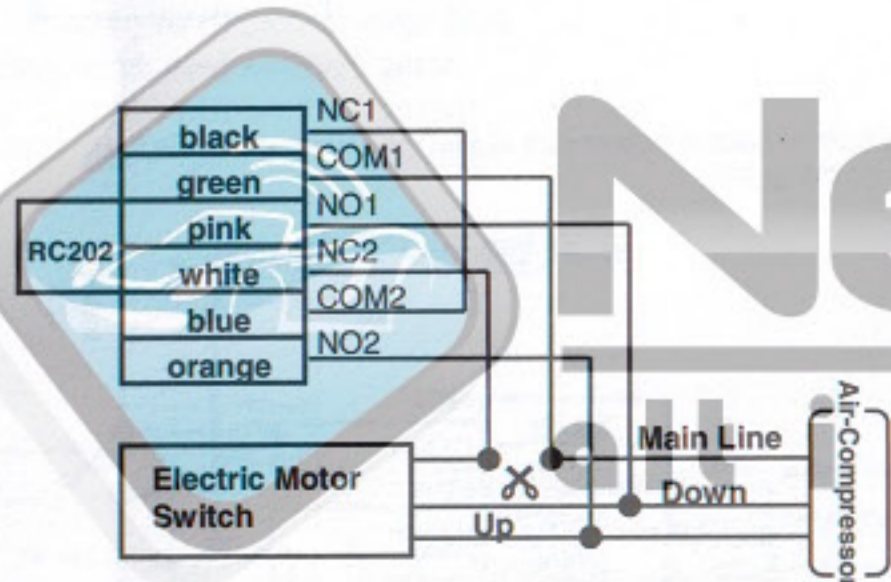 NC1
black
COM1
green
NO1
pink
RC202
NC2
white
COM2
blue
NO2
orange
Main Line
Electric Motor
Switch
Down
Up
Air-Compressor